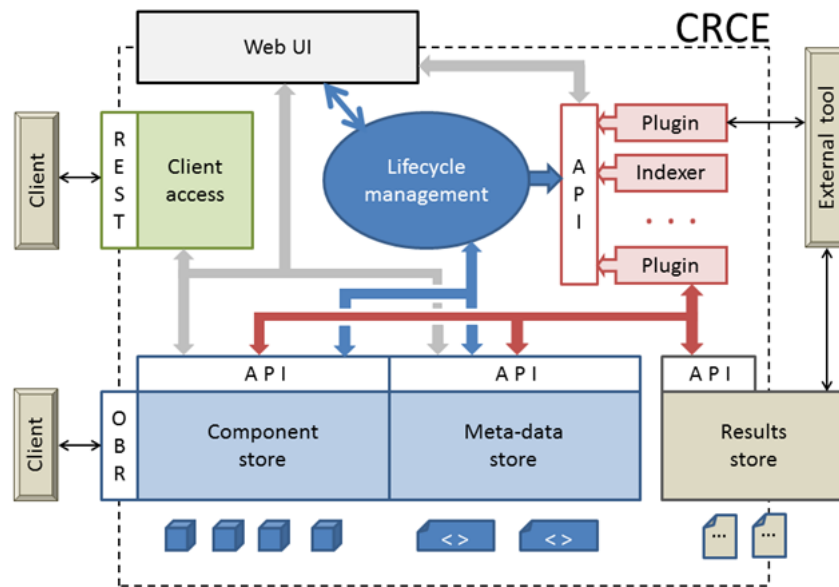 CRCE
Web UI
Client
R
E
S
T
Client
access
Lifecycle
management
A
P
I
Plugin
Indexer
. . .
Plugin
External tool
A P I
A P I
A P I
Client
O
B
R
Component
store
Meta-data
store
Results
store
< >
< >
...
...